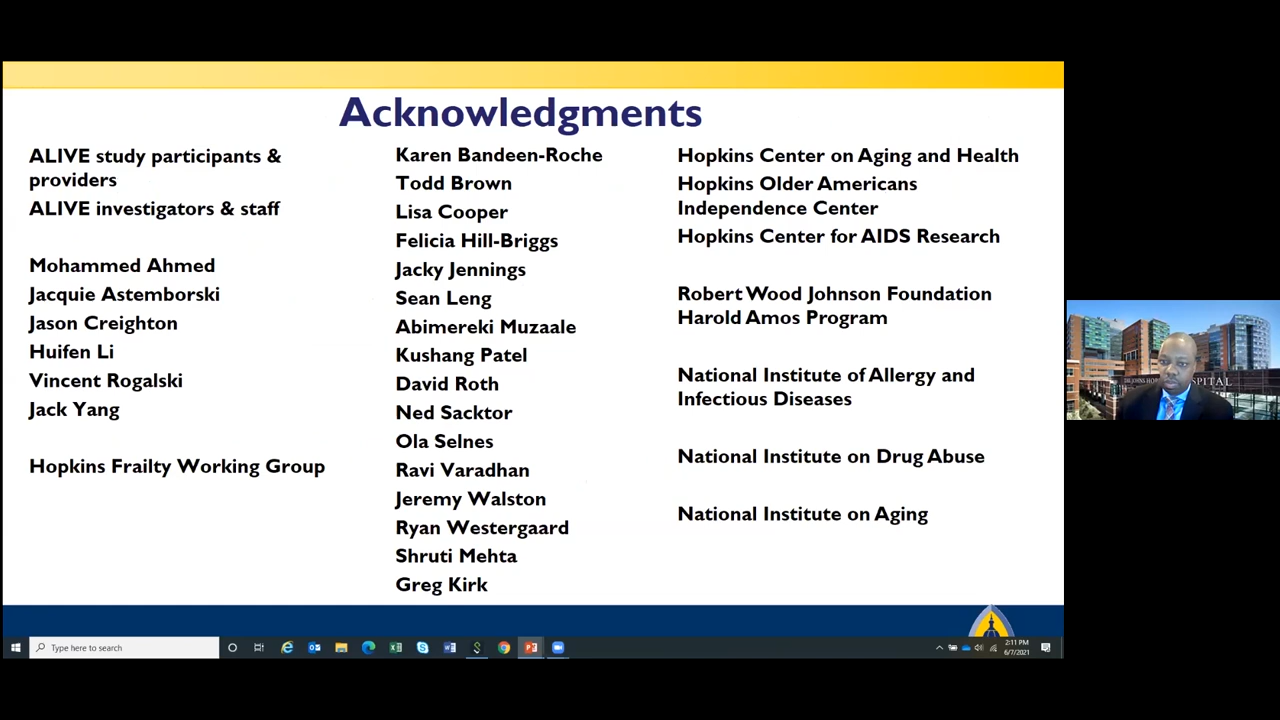 Acknowledgments
ALIVE study participants &
providers
ALIVE investigators & staff
Mohammed Ahmed
Jacquie Astemborski
Jason Creighton
Huifen Li
Vincent Rogalski
Jack Yang
Hopkins Frailty Working Group
Karen Bandeen-Roche
Todd Brown
Lisa Cooper
Felicia Hill-Briggs
Jacky Jennings
Sean Leng
Abimereki Muzaale
Kushang Patel
David Roth
Ned Sacktor
Ola Selnes
Ravi Varadhan
Jeremy Walston
Ryan Westergaard
Shruti Mehta
Greg Kirk
Hopkins Center on Aging and Health
Hopkins Older Americans
Independence Center
Hopkins Center for AIDS Research
Robert Wood Johnson Foundation
Harold Amos Program
National Institute of Allergy and
Infectious Diseases
National Institute on Drug Abuse
National Institute on Aging
Type here to search
2:11 PM
6/7/2021